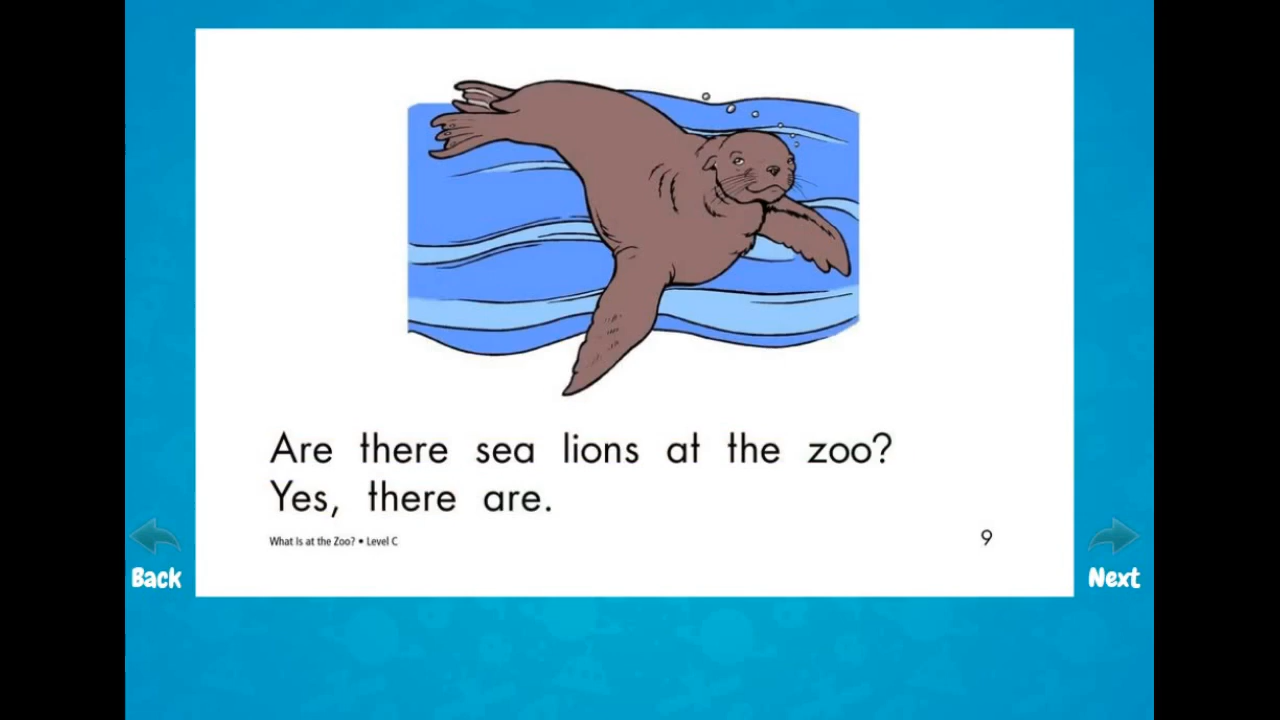 Are there sea lions at the zoo?
Yes, there are.
What Is at the Zoo? • Level C
9
Back
Next